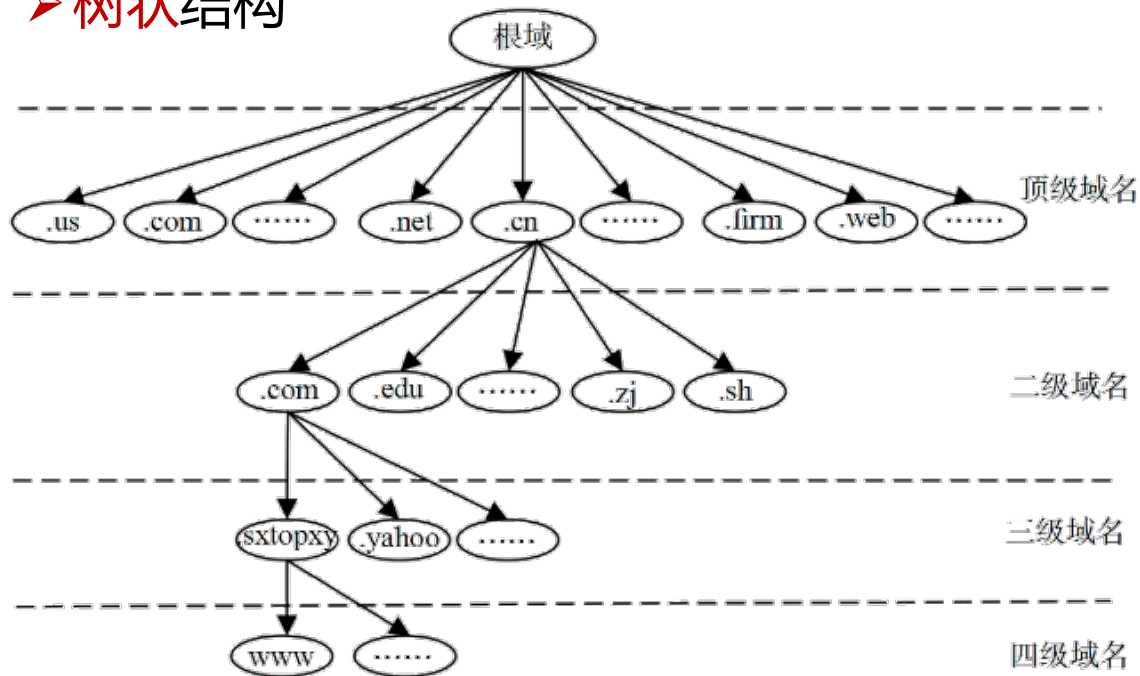 ➢树状结构
根域
顶级域名
.us .com ...... .net .cn ...... .firm .web ......
.com .edu ...... .zj .sh
二级域名
.sxtopxy .yahoo ......
三级域名
www ......
四级域名